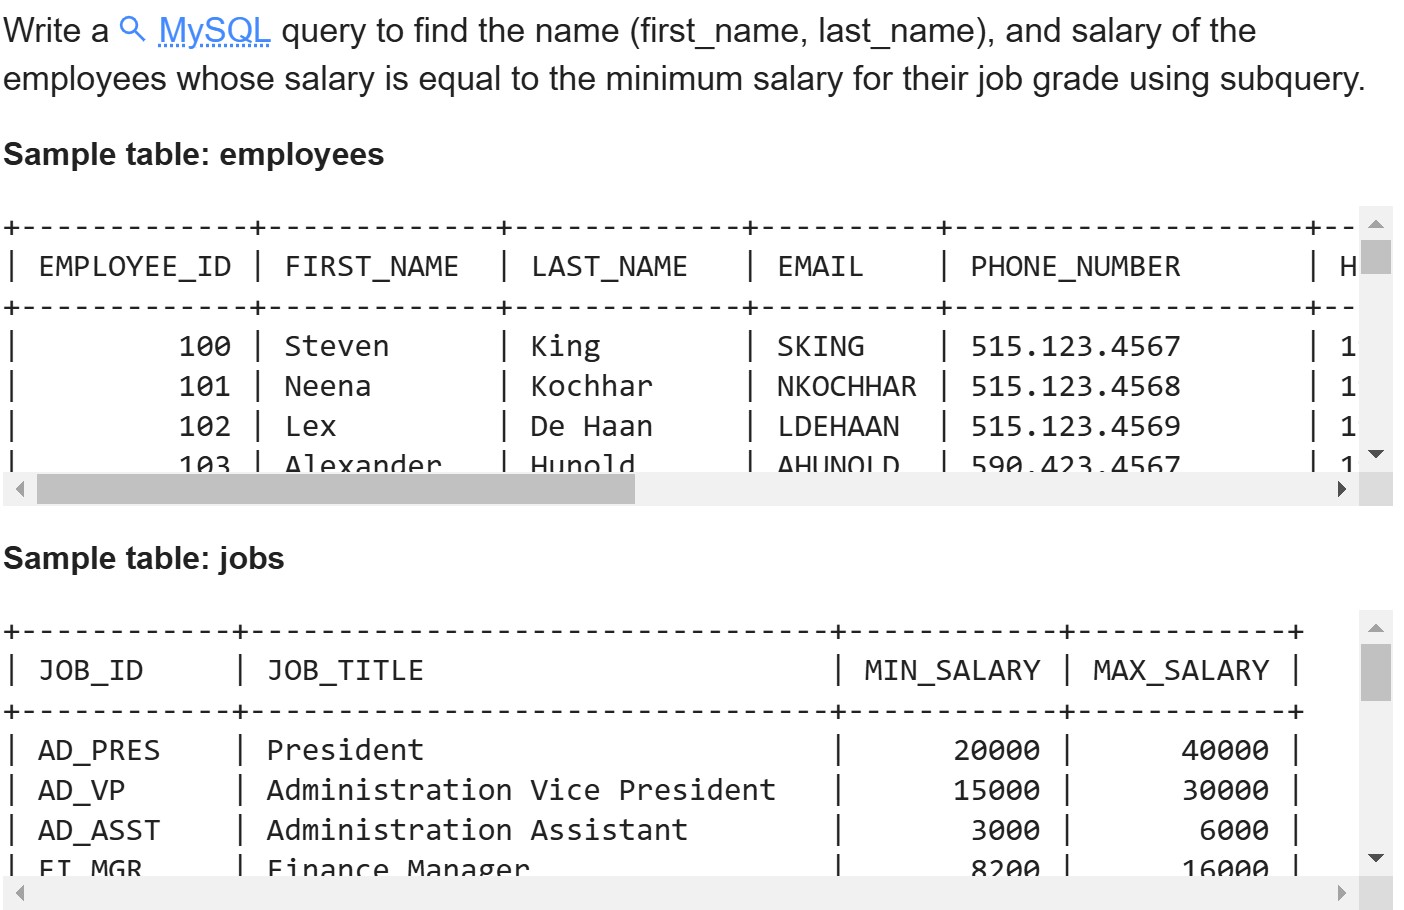 Write a MySQL query to find the name (first_name, last_name), and salary of the
employees whose salary is equal to the minimum salary for their job grade using subquery.
Sample table: employees
+-------------+-------------+-------------+----------+--------------------+--
| EMPLOYEE_ID | FIRST_NAME  | LAST_NAME   | EMAIL    | PHONE_NUMBER       | H
+-------------+-------------+-------------+----------+--------------------+--
|         100 | Steven      | King        | SKING    | 515.123.4567       | 1
|         101 | Neena       | Kochhar     | NKOCHHAR | 515.123.4568       | 1
|         102 | Lex         | De Haan     | LDEHAAN  | 515.123.4569       | 1
|         103 | Alexander   | Hunold      | AHUNOLD  | 590.423.4567       | 1
Sample table: jobs
+------------+---------------------------------+------------+------------+
| JOB_ID     | JOB_TITLE                       | MIN_SALARY | MAX_SALARY |
+------------+---------------------------------+------------+------------+
| AD_PRES    | President                       |      20000 |      40000 |
| AD_VP      | Administration Vice President   |      15000 |      30000 |
| AD_ASST    | Administration Assistant        |       3000 |       6000 |
| FI_MGR     | Finance Manager                 |       8200 |      16000 |